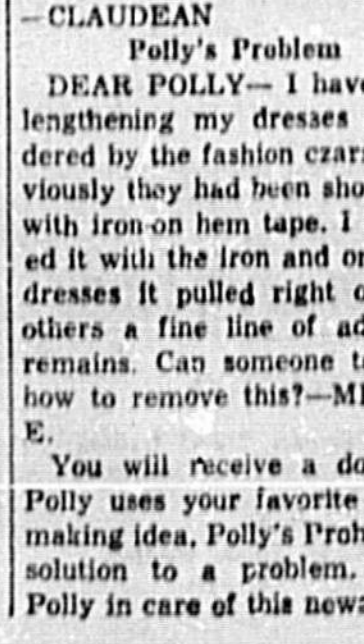 —CLAUDEAN
Polly's Problem
DEAR POLLY— I have
lengthening my dresses
dered by the fashion czar
viously they had been sho
with iron-on hem tape. I
ed it with the iron and or
dresses it pulled right o
others a fine line of ad
remains. Can someone t
how to remove this?—M
E.
You will receive a do
Polly uses your favorite
making idea, Polly's Prob
solution to a problem.
Polly in care of this news